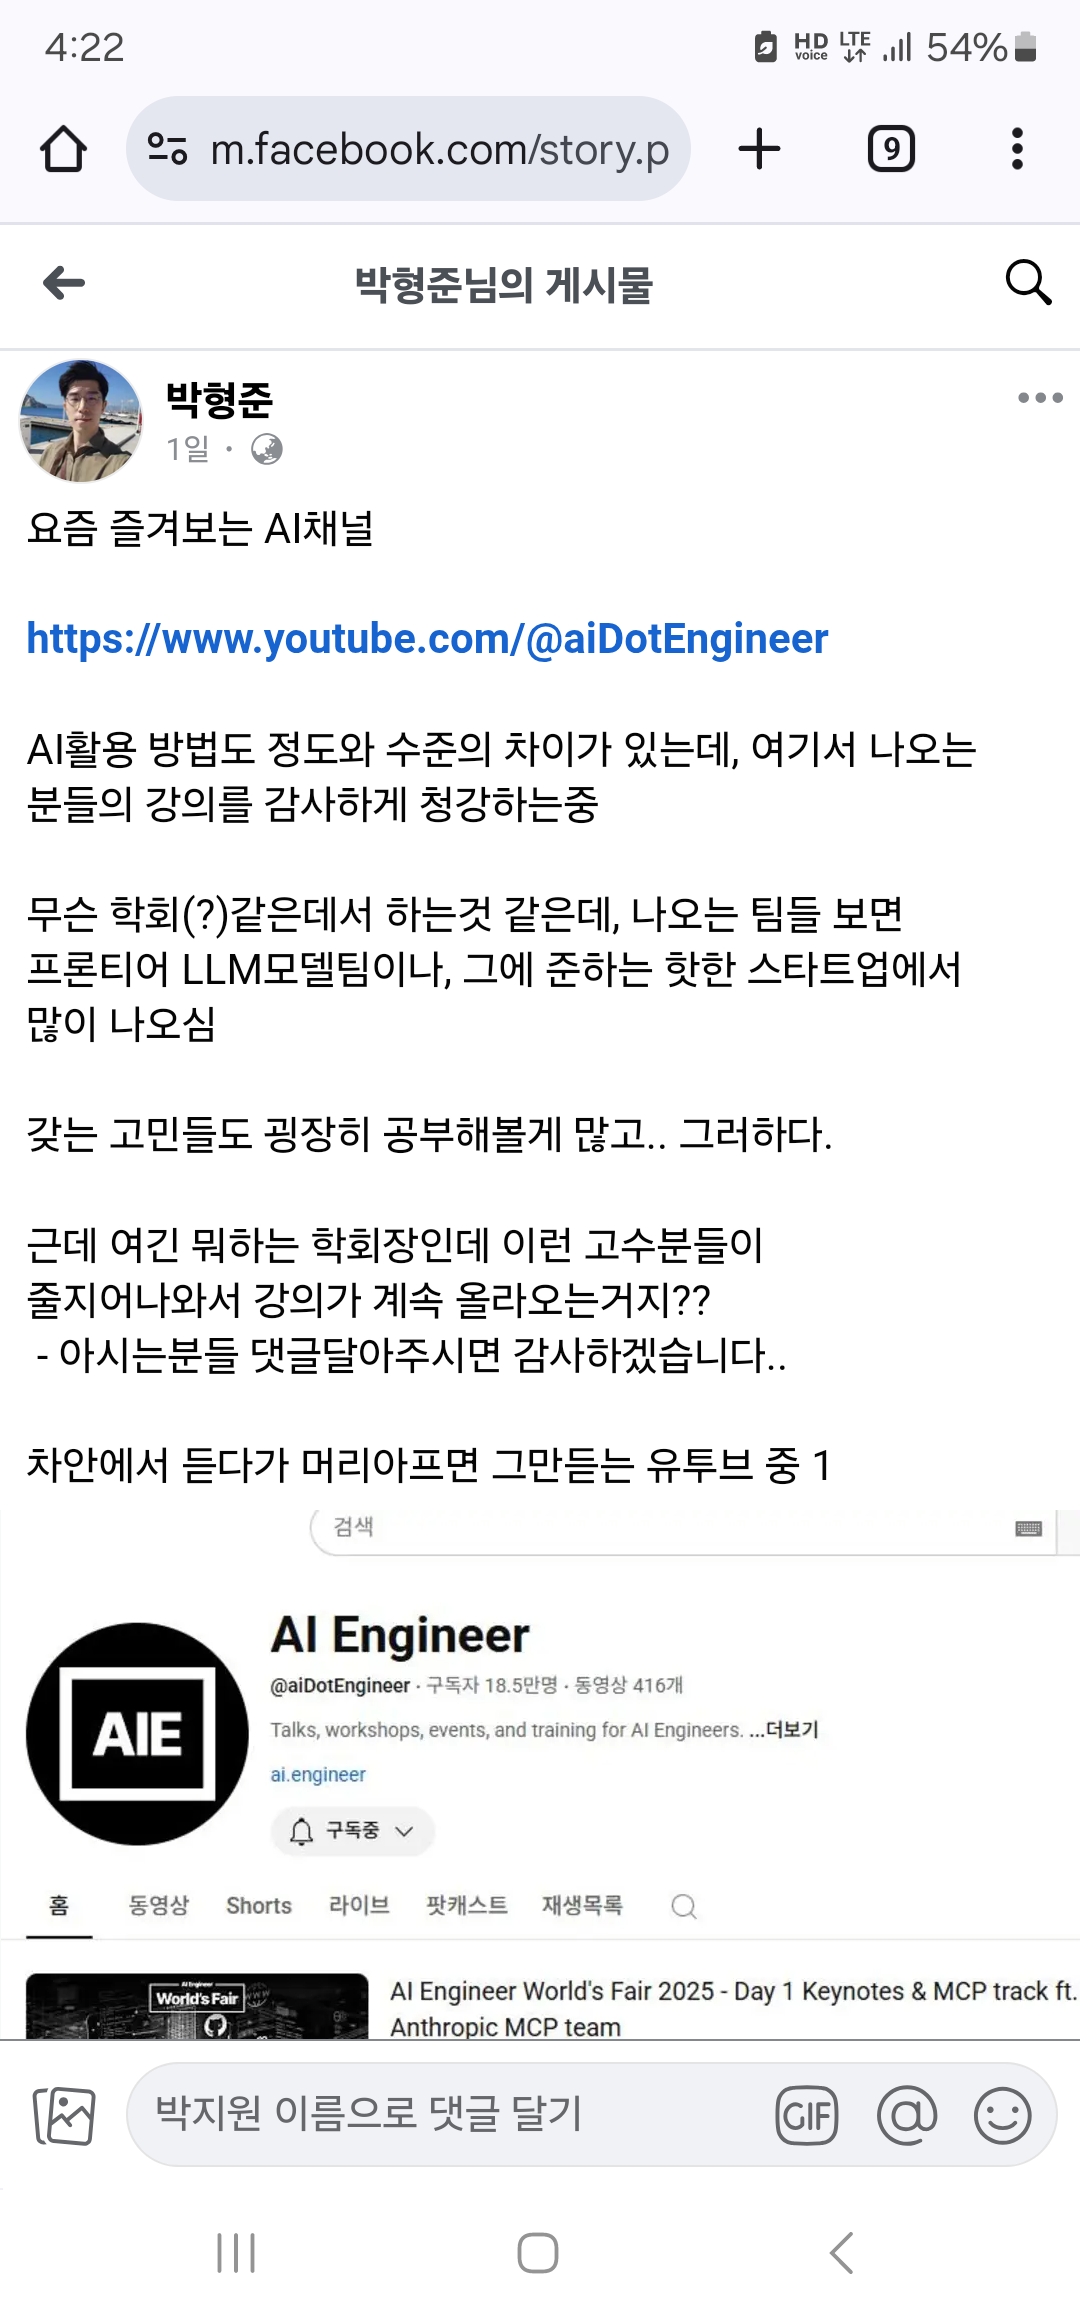 4:22
HD voice LTE 54%
m.facebook.com/story.p
9
박형준님의 게시물
박형준
1일 ·
요즘 즐겨보는 AI채널
https://www.youtube.com/@aiDotEngineer
AI활용 방법도 정도와 수준의 차이가 있는데, 여기서 나오는
분들의 강의를 감사하게 청강하는중
무슨 학회(?)같은데서 하는것 같은데, 나오는 팀들 보면
프론티어 LLM모델팀이나, 그에 준하는 핫한 스타트업에서
많이 나오심
갖는 고민들도 굉장히 공부해볼게 많고.. 그러하다.
근데 여긴 뭐하는 학회장인데 이런 고수분들이
줄지어나와서 강의가 계속 올라오는거지??
- 아시는분들 댓글달아주시면 감사하겠습니다..
차안에서 듣다가 머리아프면 그만듣는 유투브 중 1
검색
AIE
AI Engineer
@aiDotEngineer · 구독자 18.5만명 · 동영상 416개
Talks, workshops, events, and training for AI Engineers. ...더보기
ai.engineer
구독중
홈 동영상 Shorts 라이브 팟캐스트 재생목록
AI Engineer
World's Fair
AI Engineer World's Fair 2025 - Day 1 Keynotes & MCP track ft.
Anthropic MCP team
박지원 이름으로 댓글 달기
GIF